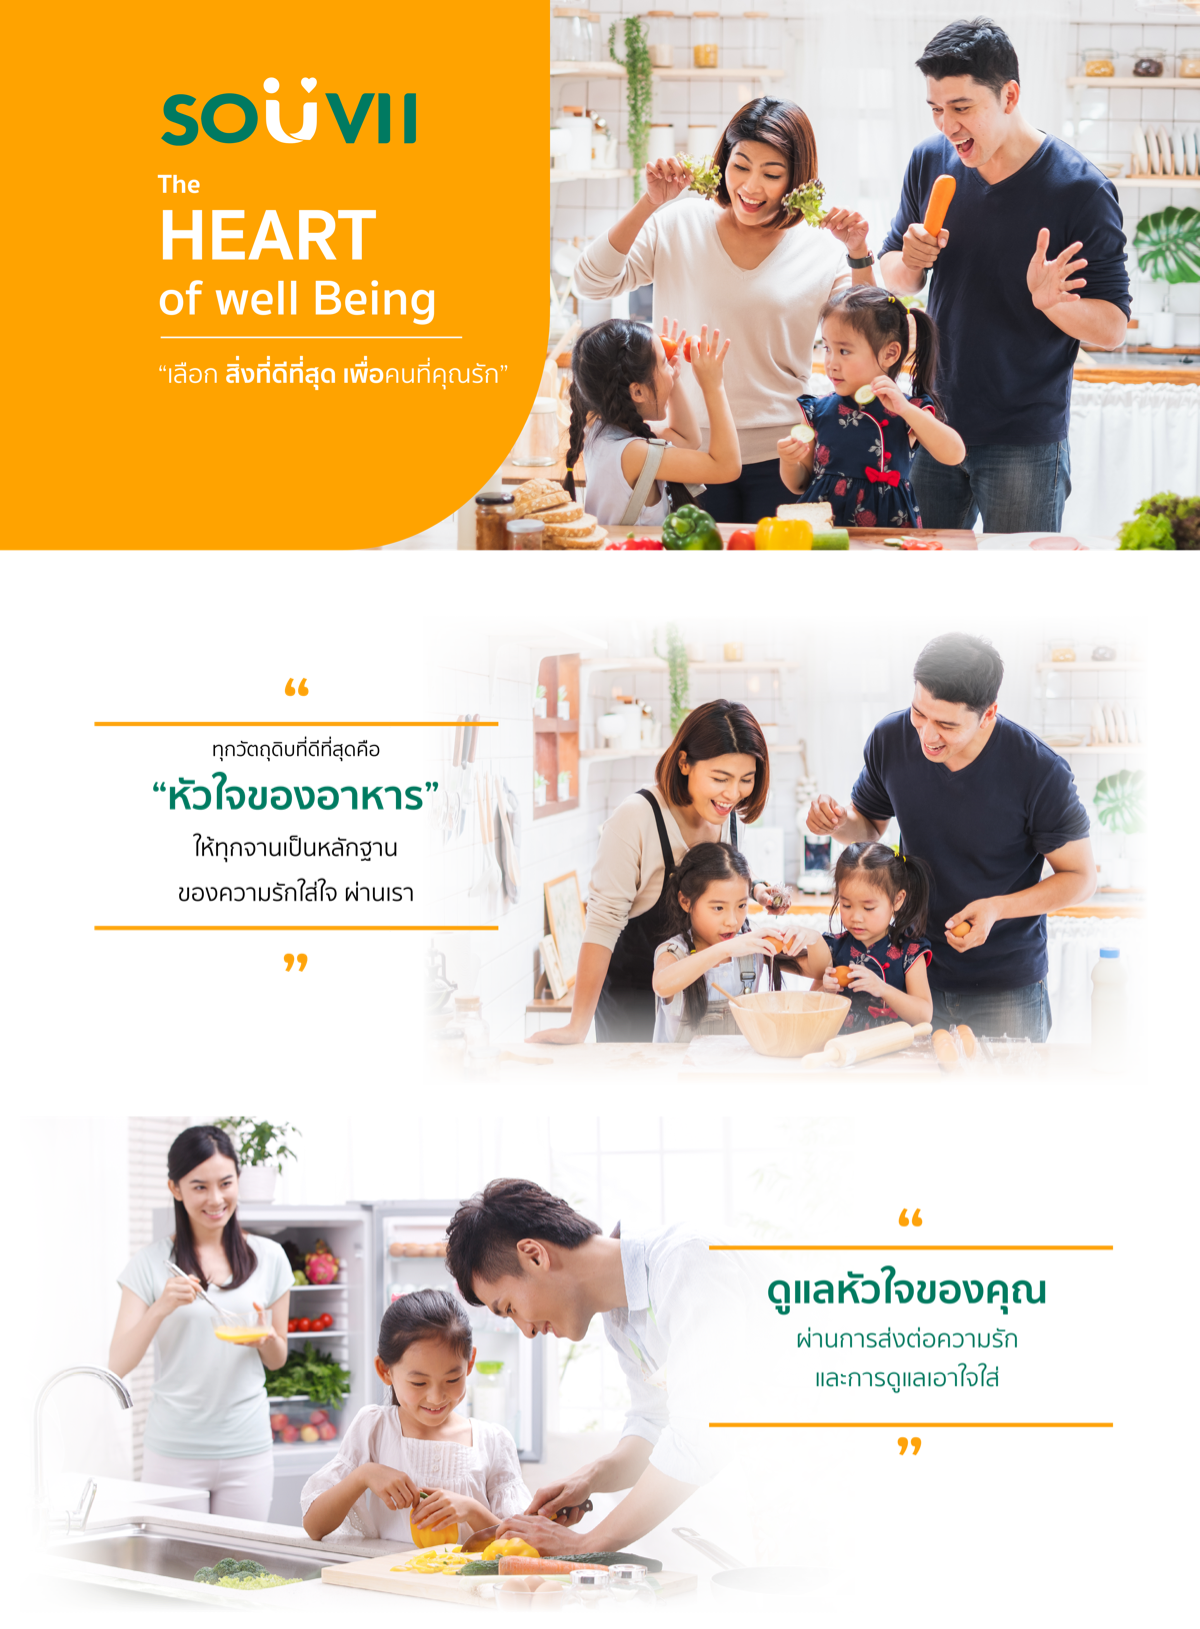 SOUVII
The
HEART
of well Being
“เลือก สิ่งที่ดีที่สุด เพื่อคนที่คุณรัก”
“
ทุกวัตถุดิบที่ดีที่สุดคือ
“หัวใจของอาหาร”
ให้ทุกจานเป็นหลักฐาน
ของความรักใส่ใจ ผ่านเรา
”
“
ดูแลหัวใจของคุณ
ผ่านการส่งต่อความรัก
และการดูแลเอาใจใส่
”